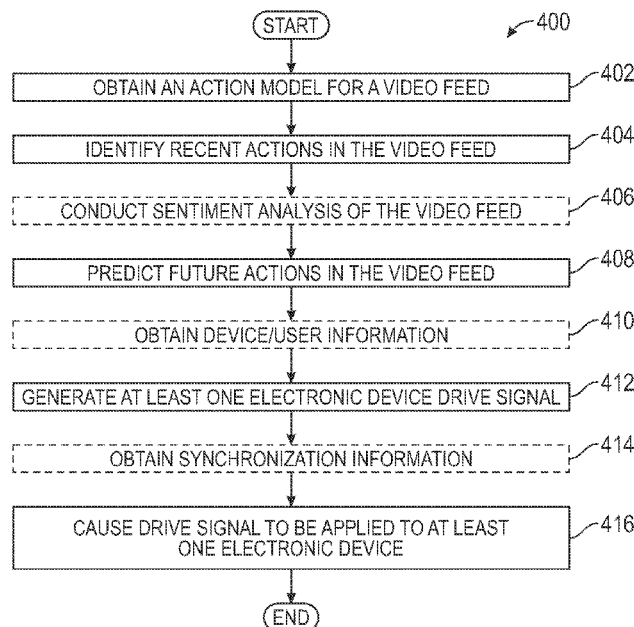 START
400
OBTAIN AN ACTION MODEL FOR A VIDEO FEED
402
IDENTIFY RECENT ACTIONS IN THE VIDEO FEED
404
CONDUCT SENTIMENT ANALYSIS OF THE VIDEO FEED
406
PREDICT FUTURE ACTIONS IN THE VIDEO FEED
408
OBTAIN DEVICE/USER INFORMATION
410
GENERATE AT LEAST ONE ELECTRONIC DEVICE DRIVE SIGNAL
412
OBTAIN SYNCHRONIZATION INFORMATION
414
CAUSE DRIVE SIGNAL TO BE APPLIED TO AT LEAST
ONE ELECTRONIC DEVICE
416
END